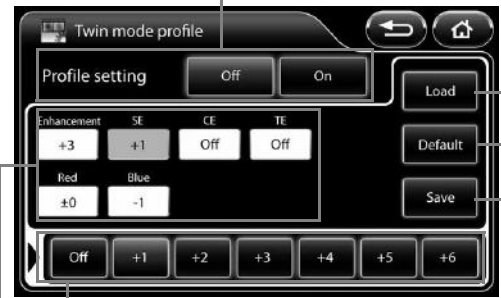 Twin mode profile
Profile setting
Off
On
Load
Enhancement
SE
CE
TE
+3
+1
Off
Off
Default
Red
Blue
±0
-1
Save
Off
+1
+2
+3
+4
+5
+6